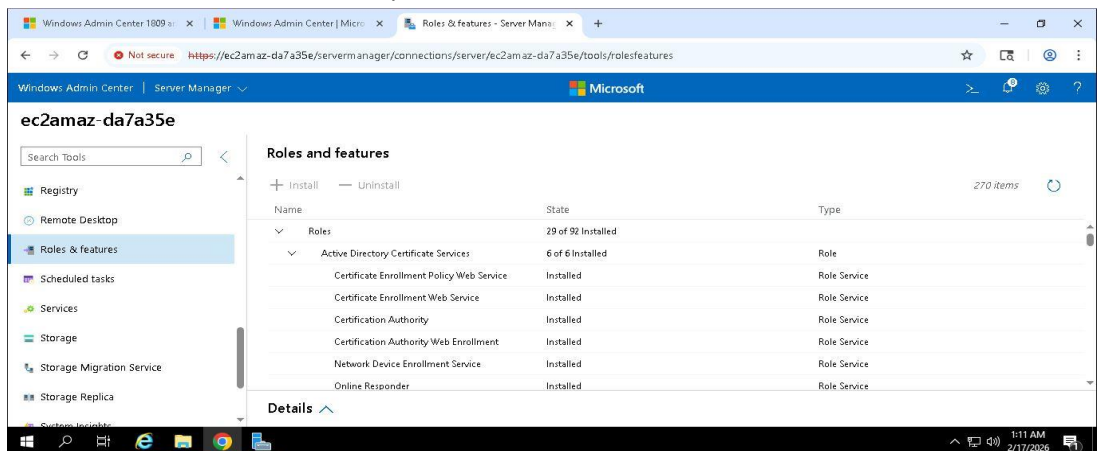 Windows Admin Center 1809 a
Windows Admin Center | Micro
Roles & features - Server Mana
Not secure https://ec2amaz-da7a35e/servermanager/connections/server/ec2amaz-da7a35e/tools/rolesfeatures
Windows Admin Center | Server Manager
Microsoft
8
?
ec2amaz-da7a35e
Search Tools
Registry
Remote Desktop
Roles & features
Scheduled tasks
Services
Storage
Storage Migration Service
Storage Replica
System Insights
Roles and features
Install
Uninstall
270 items
Name State Type
Roles 29 of 92 Installed
Active Directory Certificate Services 6 of 6 Installed Role
Certificate Enrollment Policy Web Service Installed Role Service
Certificate Enrollment Web Service Installed Role Service
Certification Authority Installed Role Service
Certification Authority Web Enrollment Installed Role Service
Network Device Enrollment Service Installed Role Service
Online Responder Installed Role Service
Details
1:11 AM
2/17/2026